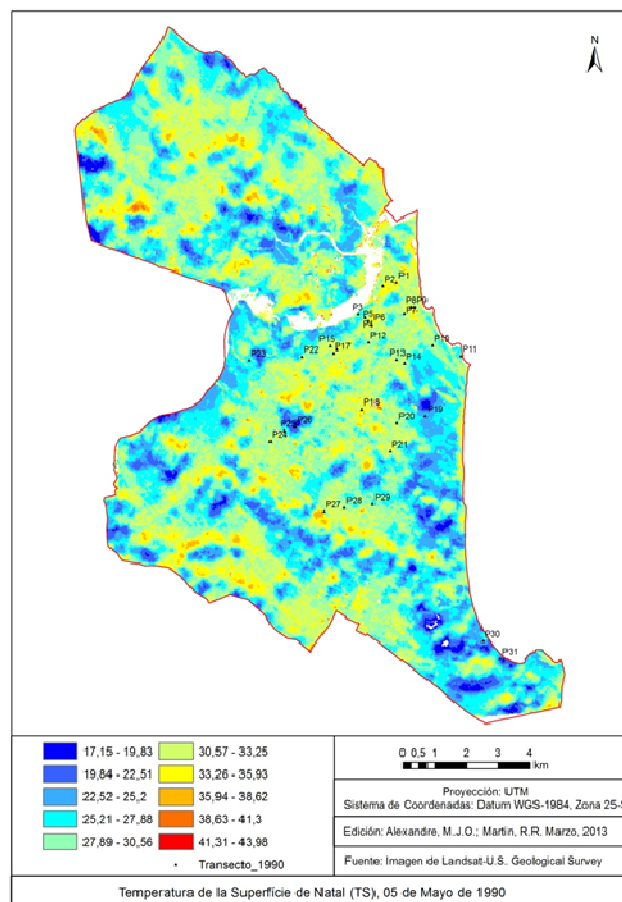 N
P1
P2
P3
P7
P5
P6
P4
P12
P15
P17
P22
P23
P13
P14
P11
P18
P19
P20
P21
P24
P26
P27
P28
P29
P30
P31
17,15 - 19,83
19,84 - 22,51
22,52 - 25,2
25,21 - 27,88
27,89 - 30,56
30,57 - 33,25
33,26 - 35,93
35,94 - 38,62
38,63 - 41,3
41,31 - 43,98
Transecto_1990
0 0,5 1 2 3 4
km
Proyección: UTM
Sistema de Coordenadas: Datum WGS-1984, Zona 25-S
Edición: Alexandre, M.J.O.; Martín, R.R. Marzo, 2013
Fuente: Imagen de Landsat-U.S. Geological Survey
Temperatura de la Superfície de Natal (TS), 05 de Mayo de 1990